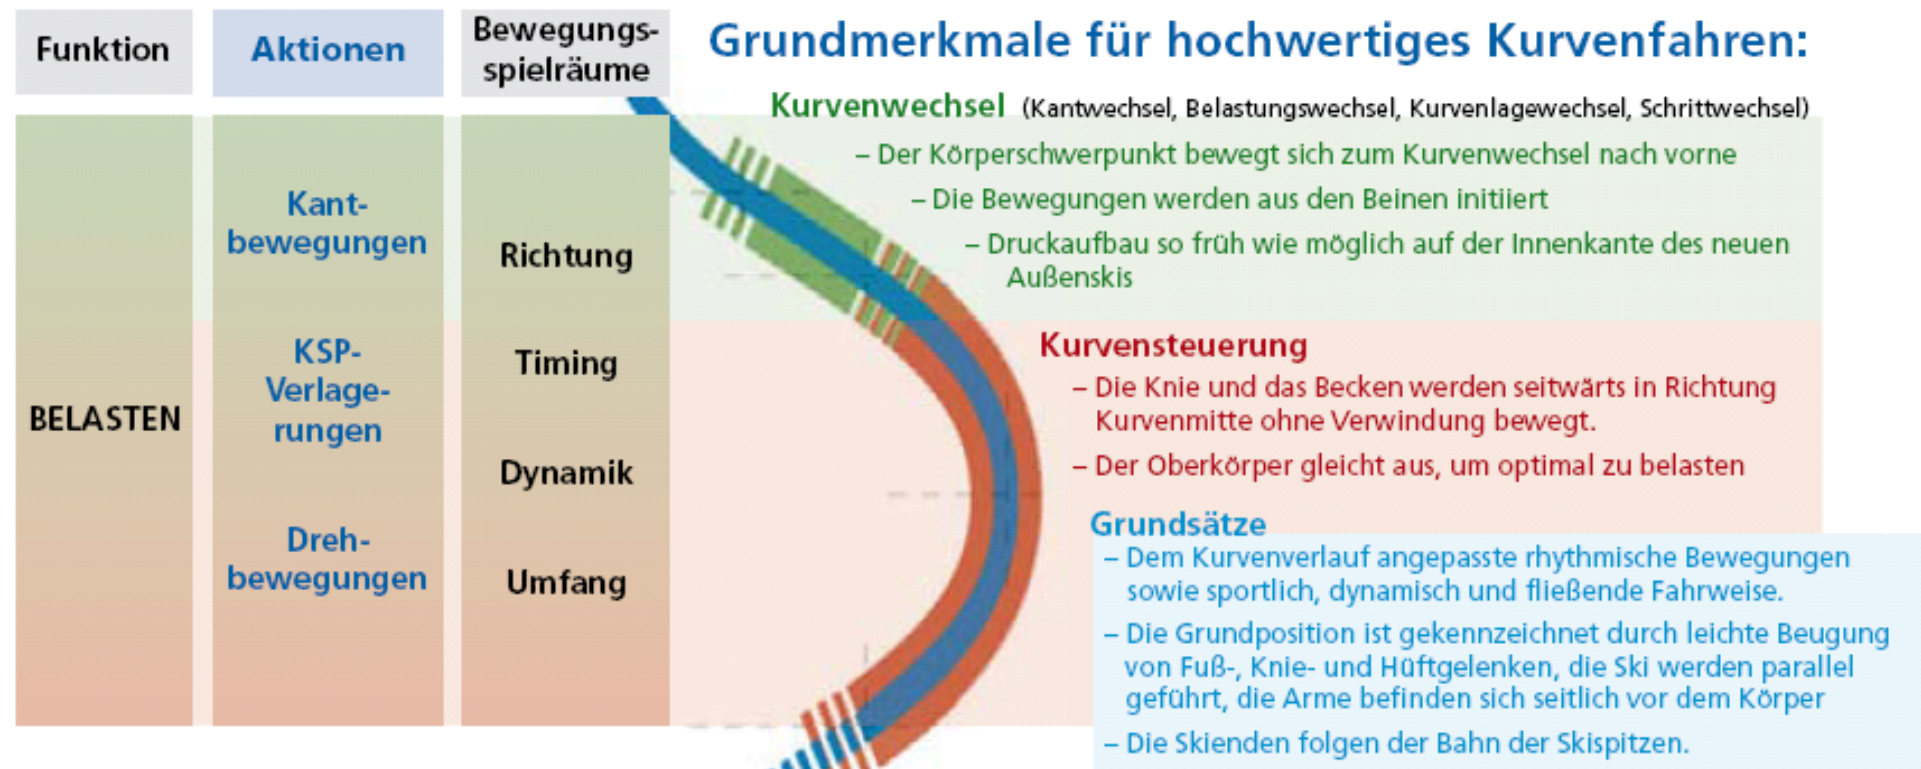 Funktion
Aktionen
Bewegungs-
spielräume
BELASTEN
Kant-
bewegungen
KSP-
Verlage-
rungen
Dreh-
bewegungen
Richtung
Timing
Dynamik
Umfang
Grundmerkmale für hochwertiges Kurvenfahren:
Kurvenwechsel (Kantwechsel, Belastungswechsel, Kurvenlagewechsel, Schrittwechsel)
– Der Körperschwerpunkt bewegt sich zum Kurvenwechsel nach vorne
– Die Bewegungen werden aus den Beinen initiiert
– Druckaufbau so früh wie möglich auf der Innenkante des neuen
Außenskis
Kurvensteuerung
– Die Knie und das Becken werden seitwärts in Richtung
Kurvenmitte ohne Verwindung bewegt.
– Der Oberkörper gleicht aus, um optimal zu belasten
Grundsätze
– Dem Kurvenverlauf angepasste rhythmische Bewegungen
sowie sportlich, dynamisch und fließende Fahrweise.
– Die Grundposition ist gekennzeichnet durch leichte Beugung
von Fuß-, Knie- und Hüftgelenken, die Ski werden parallel
geführt, die Arme befinden sich seitlich vor dem Körper
– Die Skienden folgen der Bahn der Skispitzen.